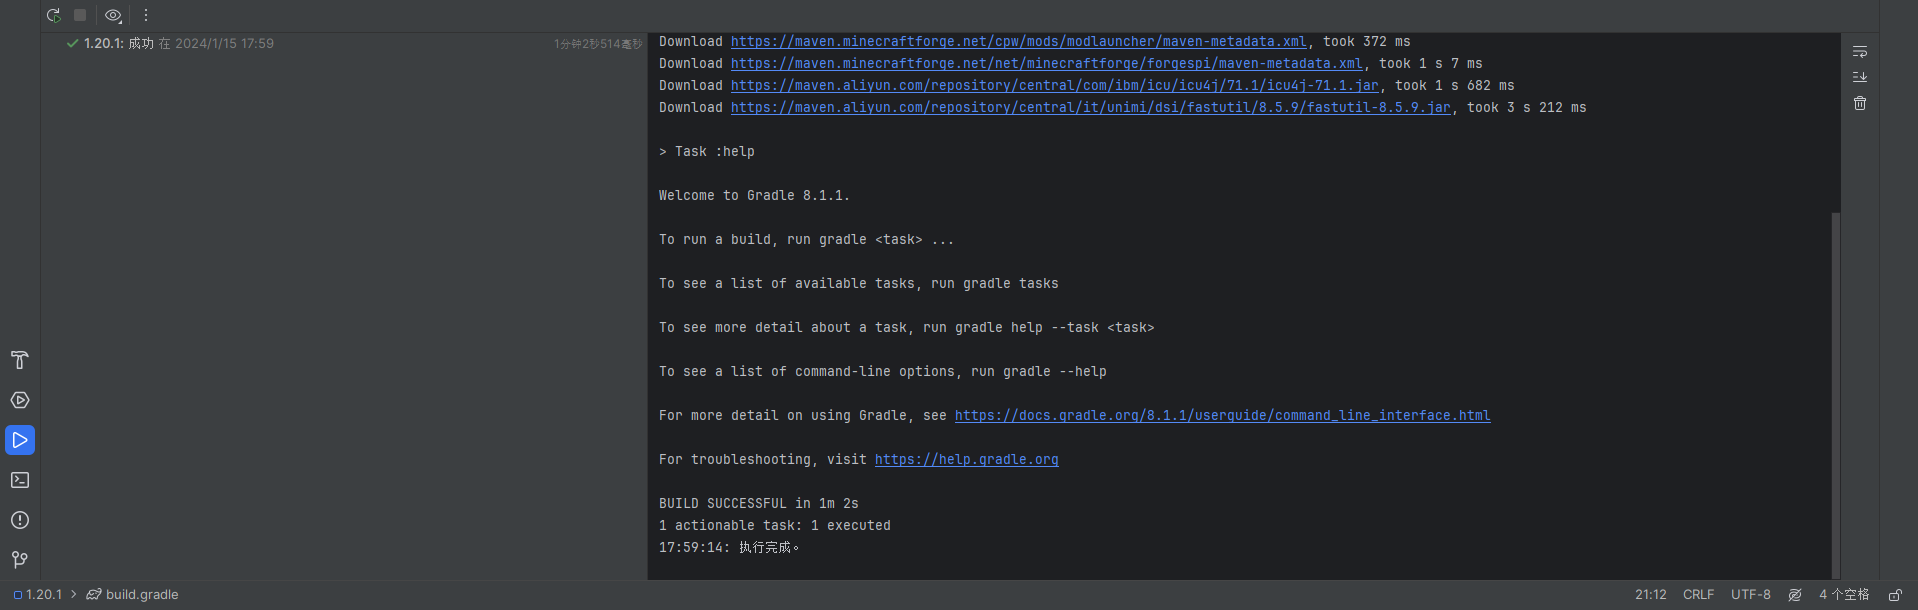 1.20.1: 成功 在 2024/1/15 17:59
1分钟2秒514毫秒
Download https://maven.minecraftforge.net/cpw/mods/modlauncher/maven-metadata.xml, took 372 ms
Download https://maven.minecraftforge.net/net/minecraftforge/forgespi/maven-metadata.xml, took 1 s 7 ms
Download https://maven.aliyun.com/repository/central/com/ibm/icu/icu4j/71.1/icu4j-71.1.jar, took 1 s 682 ms
Download https://maven.aliyun.com/repository/central/it/unimi/dsi/fastutil/8.5.9/fastutil-8.5.9.jar, took 3 s 212 ms
> Task :help
Welcome to Gradle 8.1.1.
To run a build, run gradle <task> ...
To see a list of available tasks, run gradle tasks
To see more detail about a task, run gradle help --task <task>
To see a list of command-line options, run gradle --help
For more detail on using Gradle, see https://docs.gradle.org/8.1.1/userguide/command_line_interface.html
For troubleshooting, visit https://help.gradle.org
BUILD SUCCESSFUL in 1m 2s
1 actionable task: 1 executed
17:59:14: 执行完成。
1.20.1 > build.gradle
21:12 CRLF UTF-8 4 个空格